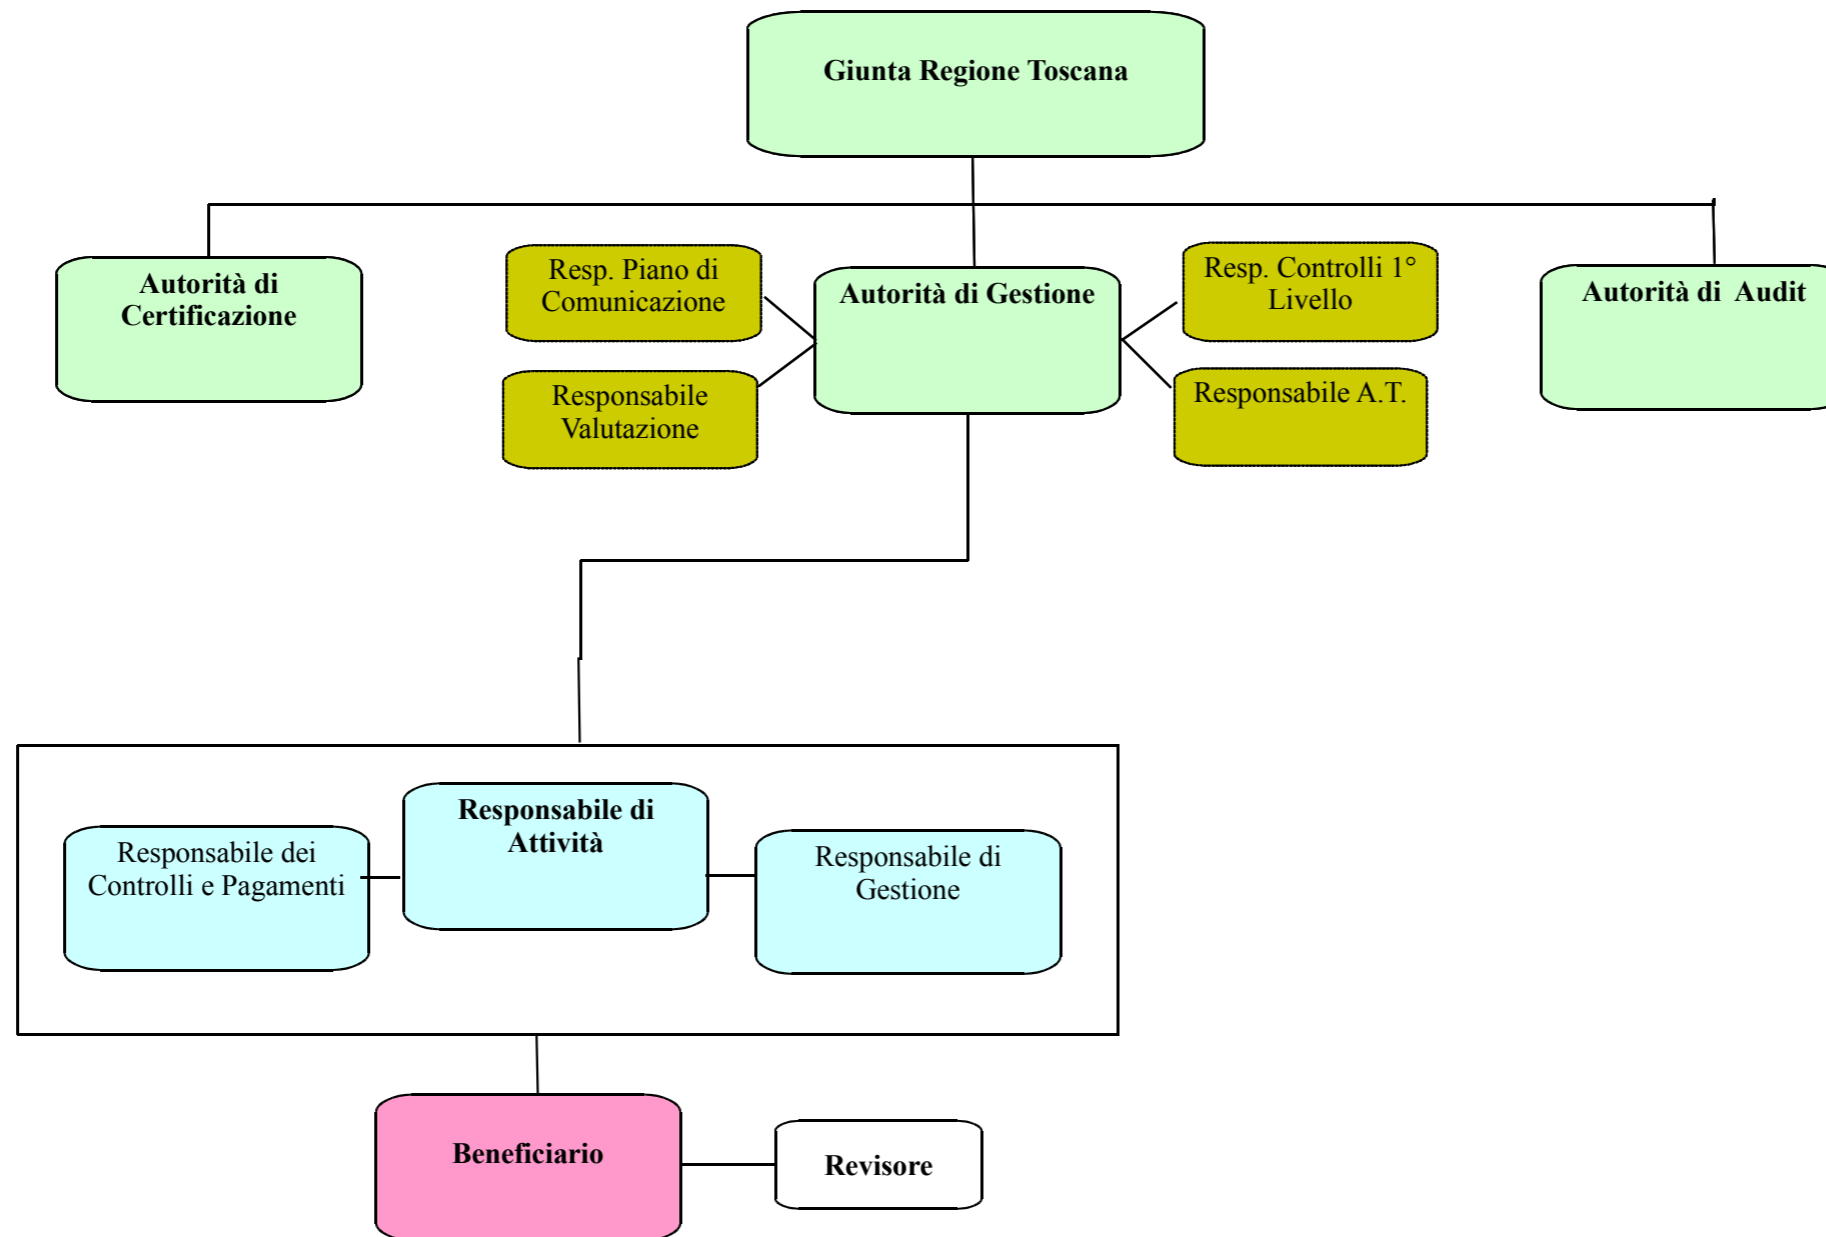 Giunta Regione Toscana
Autorità di
Certificazione
Resp. Piano di
Comunicazione
Responsabile
Valutazione
Autorità di Gestione
Resp. Controlli 1°
Livello
Responsabile A.T.
Autorità di  Audit
Responsabile dei
Controlli e Pagamenti
Responsabile di
Attività
Responsabile di
Gestione
Beneficiario
Revisore